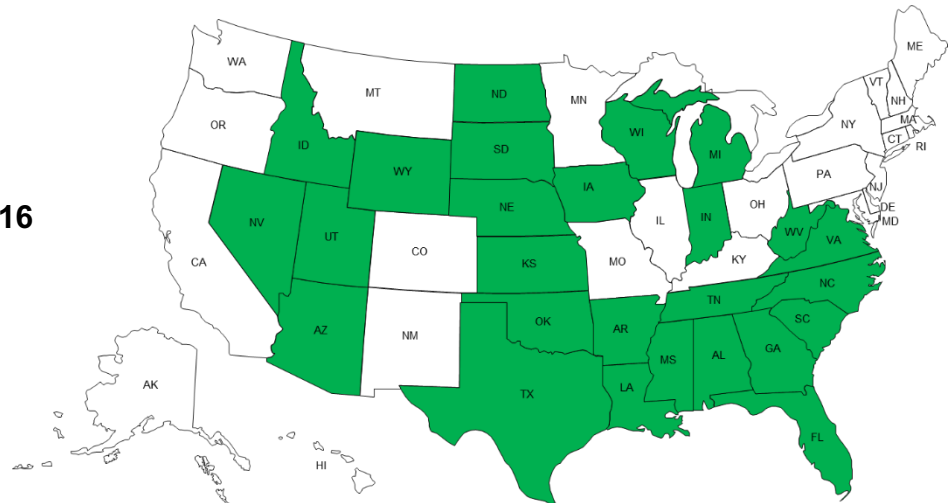 ME
WA
VT
MT
ND
MN
NH
OR
NY
MA
WI
CT
RI
ID
SD
MI
WY
PA
IA
NJ
NE
OH
DE
16
NV
IL
IN
MD
UT
WV
CO
VA
CA
KS
MO
KY
NC
TN
OK
AZ
AR
SC
NM
MS
AL
GA
TX
LA
AK
FL
HI